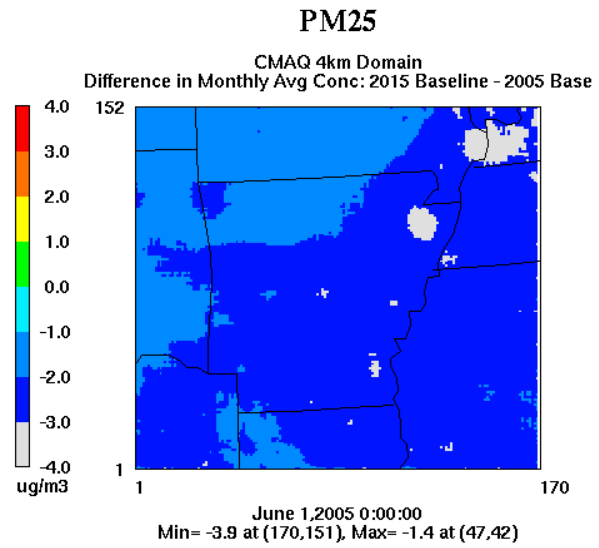 PM25
CMAQ 4km Domain
Difference in Monthly Avg Conc: 2015 Baseline - 2005 Base
4.0
3.0
2.0
1.0
0.0
-1.0
-2.0
-3.0
-4.0
ug/m3
152
1
1
170
June 1,2005 0:00:00
Min= -3.9 at (170,151), Max= -1.4 at (47,42)